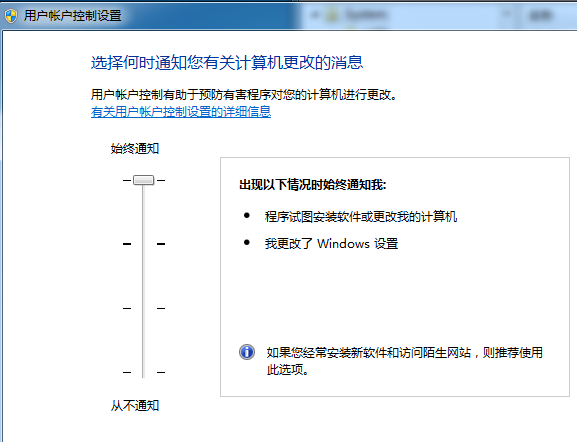 用户帐户控制设置
选择何时通知您有关计算机更改的消息
用户帐户控制有助于预防有害程序对您的计算机进行更改。
有关用户帐户控制设置的详细信息
始终通知
出现以下情况时始终通知我:
程序试图安装软件或更改我的计算机
我更改了 Windows 设置
如果您经常安装新软件和访问陌生网站，则推荐使用
此选项。
从不通知